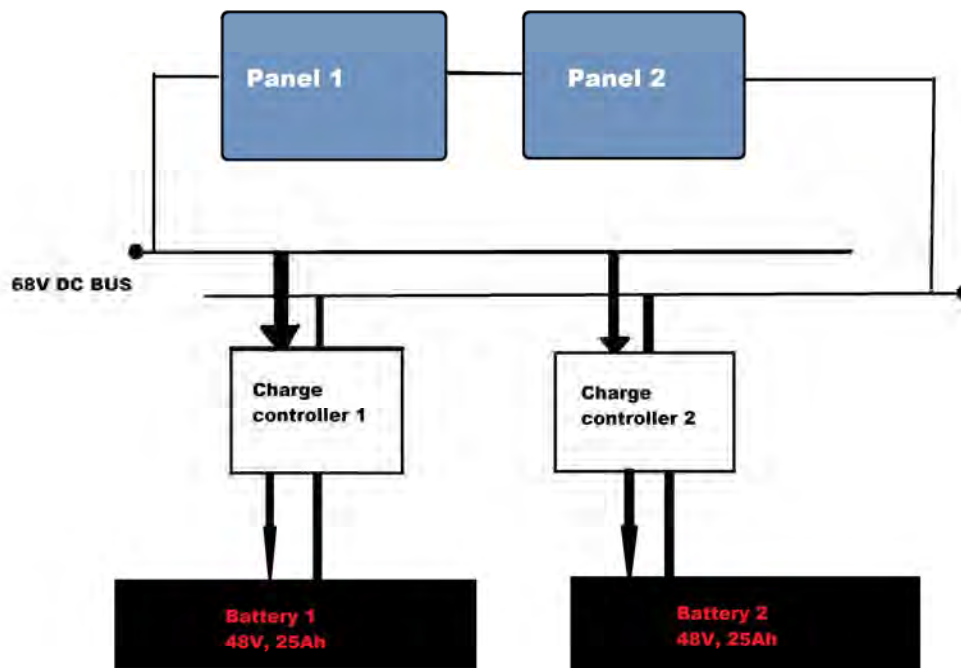 Panel 1
Panel 2
68V DC BUS
Charge
controller 1
Charge
controller 2
Battery 1
48V, 25Ah
Battery 2
48V, 25Ah